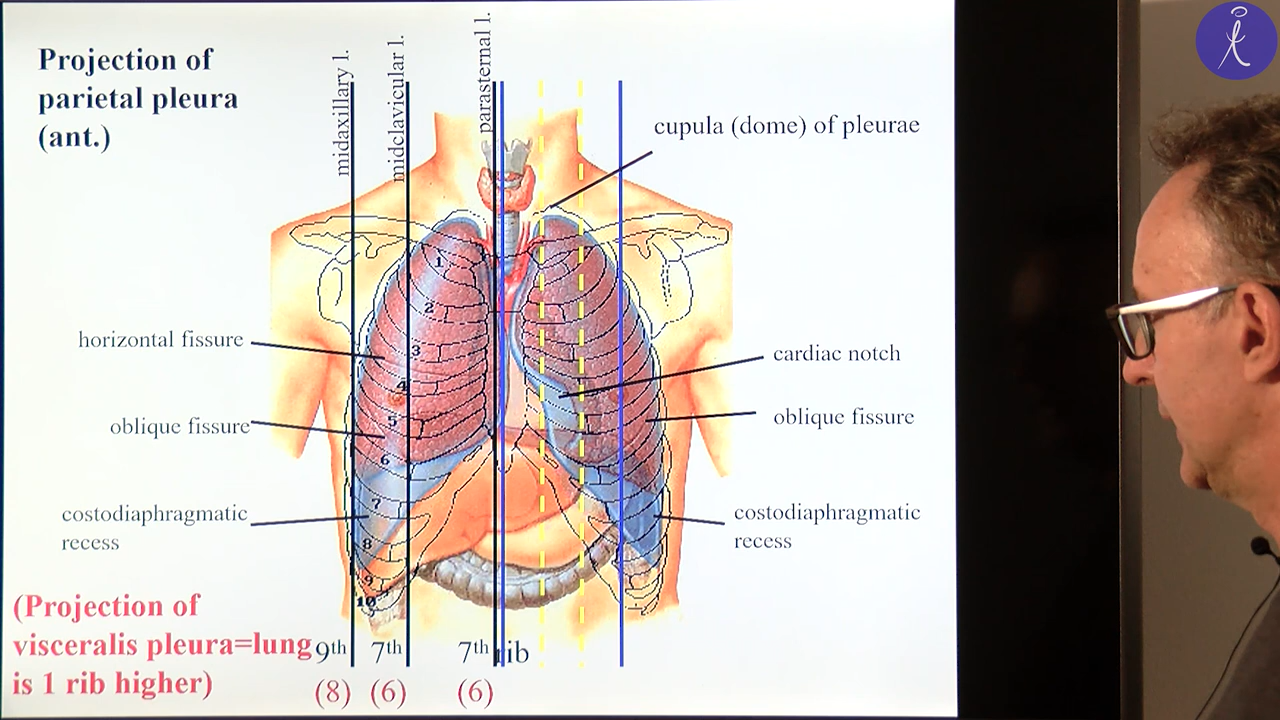 Projection of
parietal pleura
(ant.)
midaxillary l.
midclavicular l.
parasternal l.
cupula (dome) of pleurae
horizontal fissure
oblique fissure
costodiaphragmatic
recess
cardiac notch
oblique fissure
costodiaphragmatic
recess
1
2
3
4
5
6
7
8
9
10
(Projection of
visceralis pleura=lung
is 1 rib higher)
9th 7th 7th rib
(8) (6) (6)